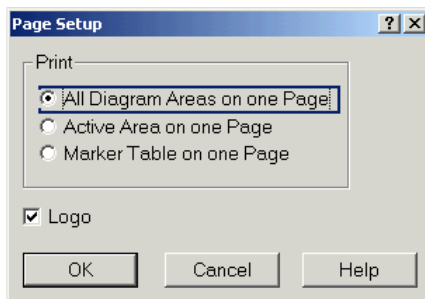 Page Setup
Print
All Diagram Areas on one Page
Active Area on one Page
Marker Table on one Page
Logo
OK Cancel Help